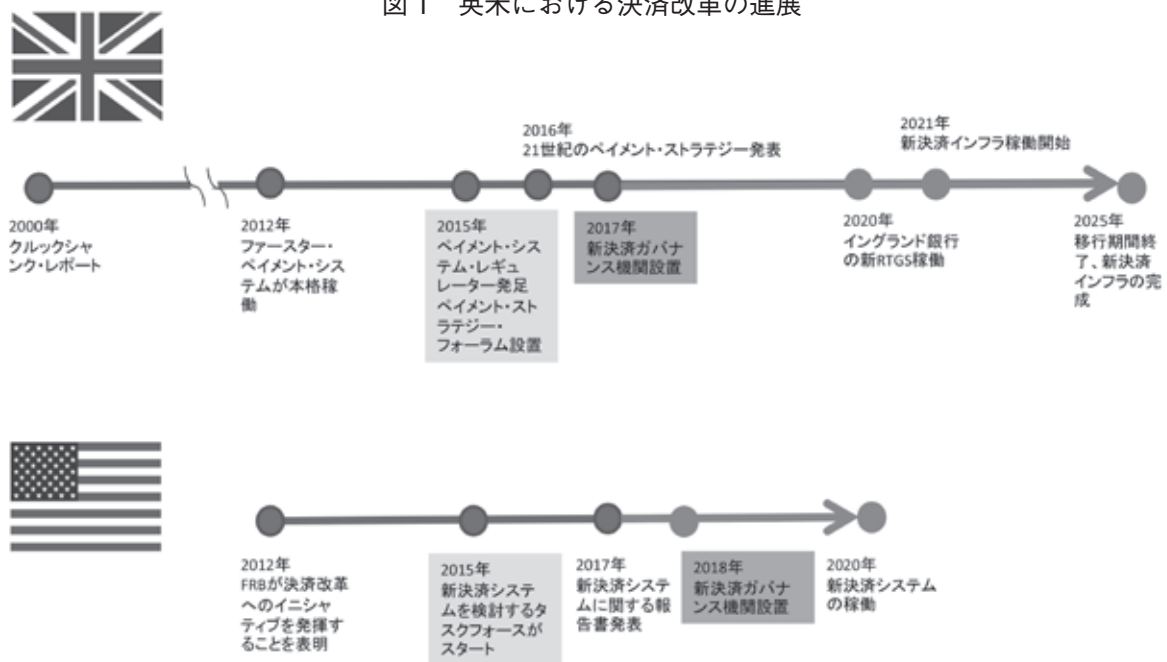 図1 英米における決済改革の進展
2016年
21世紀のペイメント・ストラテジー発表
2021年
新決済インフラ稼働開始
2000年
クルックシャ
ンク・レポート
2012年
ファースター・
ペイメント・シス
テムが本格稼
働
2015年
ペイメント・シス
テム・レギュ
レーター発足
ペイメント・スト
ラテジー・
フォーラム設置
2017年
新決済ガバナ
ンス機関設置
2020年
イングランド銀行
の新RTGS稼働
2025年
移行期間終
了、新決済
インフラの完
成
2012年
FRBが決済改革
へのイニシャ
ティブを発揮す
ることを表明
2015年
新決済システ
ムを検討するタ
スクフォースが
スタート
2017年
新決済システ
ムに関する報
告書発表
2018年
新決済ガバナ
ンス機関設置
2020年
新決済システム
の稼働